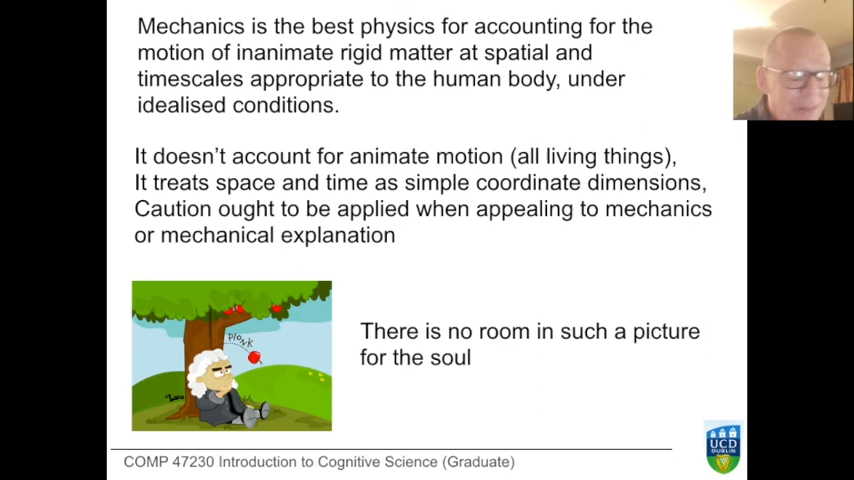 Mechanics is the best physics for accounting for the
motion of inanimate rigid matter at spatial and
timescales appropriate to the human body, under
idealised conditions.
It doesn't account for animate motion (all living things),
It treats space and time as simple coordinate dimensions,
Caution ought to be applied when appealing to mechanics
or mechanical explanation
PlONK
There is no room in such a picture
for the soul
COMP 47230 Introduction to Cognitive Science (Graduate)
UCD
DUBLIN